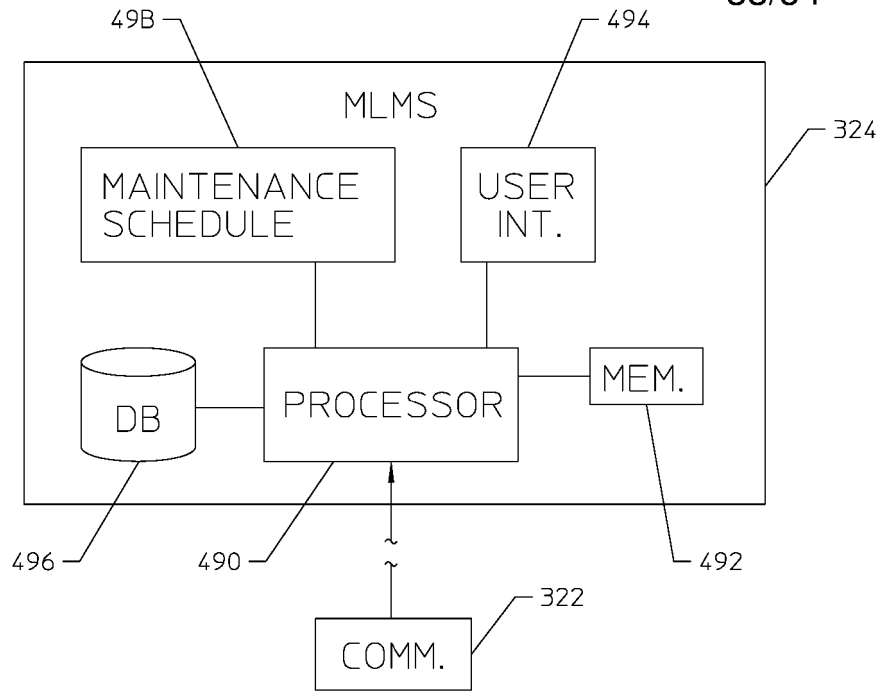 49B
494
MLMS
324
MAINTENANCE
SCHEDULE
USER
INT.
DB
PROCESSOR
MEM.
496
490
492
322
COMM.